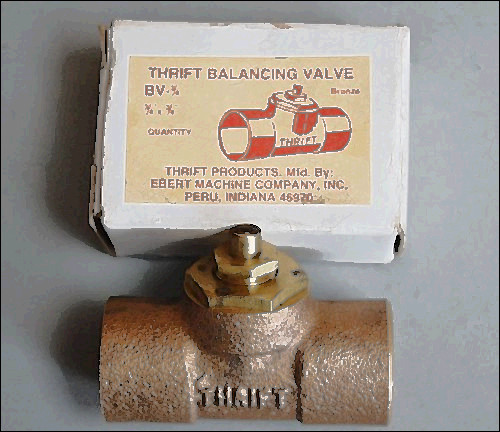 THRIFT BALANCING VALVE
BV-¾
Bronze
¾ x ¾
QUANTITY
THRIFT
THRIFT PRODUCTS. Mfd. By:
EBERT MACHINE COMPANY, INC.
PERU, INDIANA 46970
THRIFT